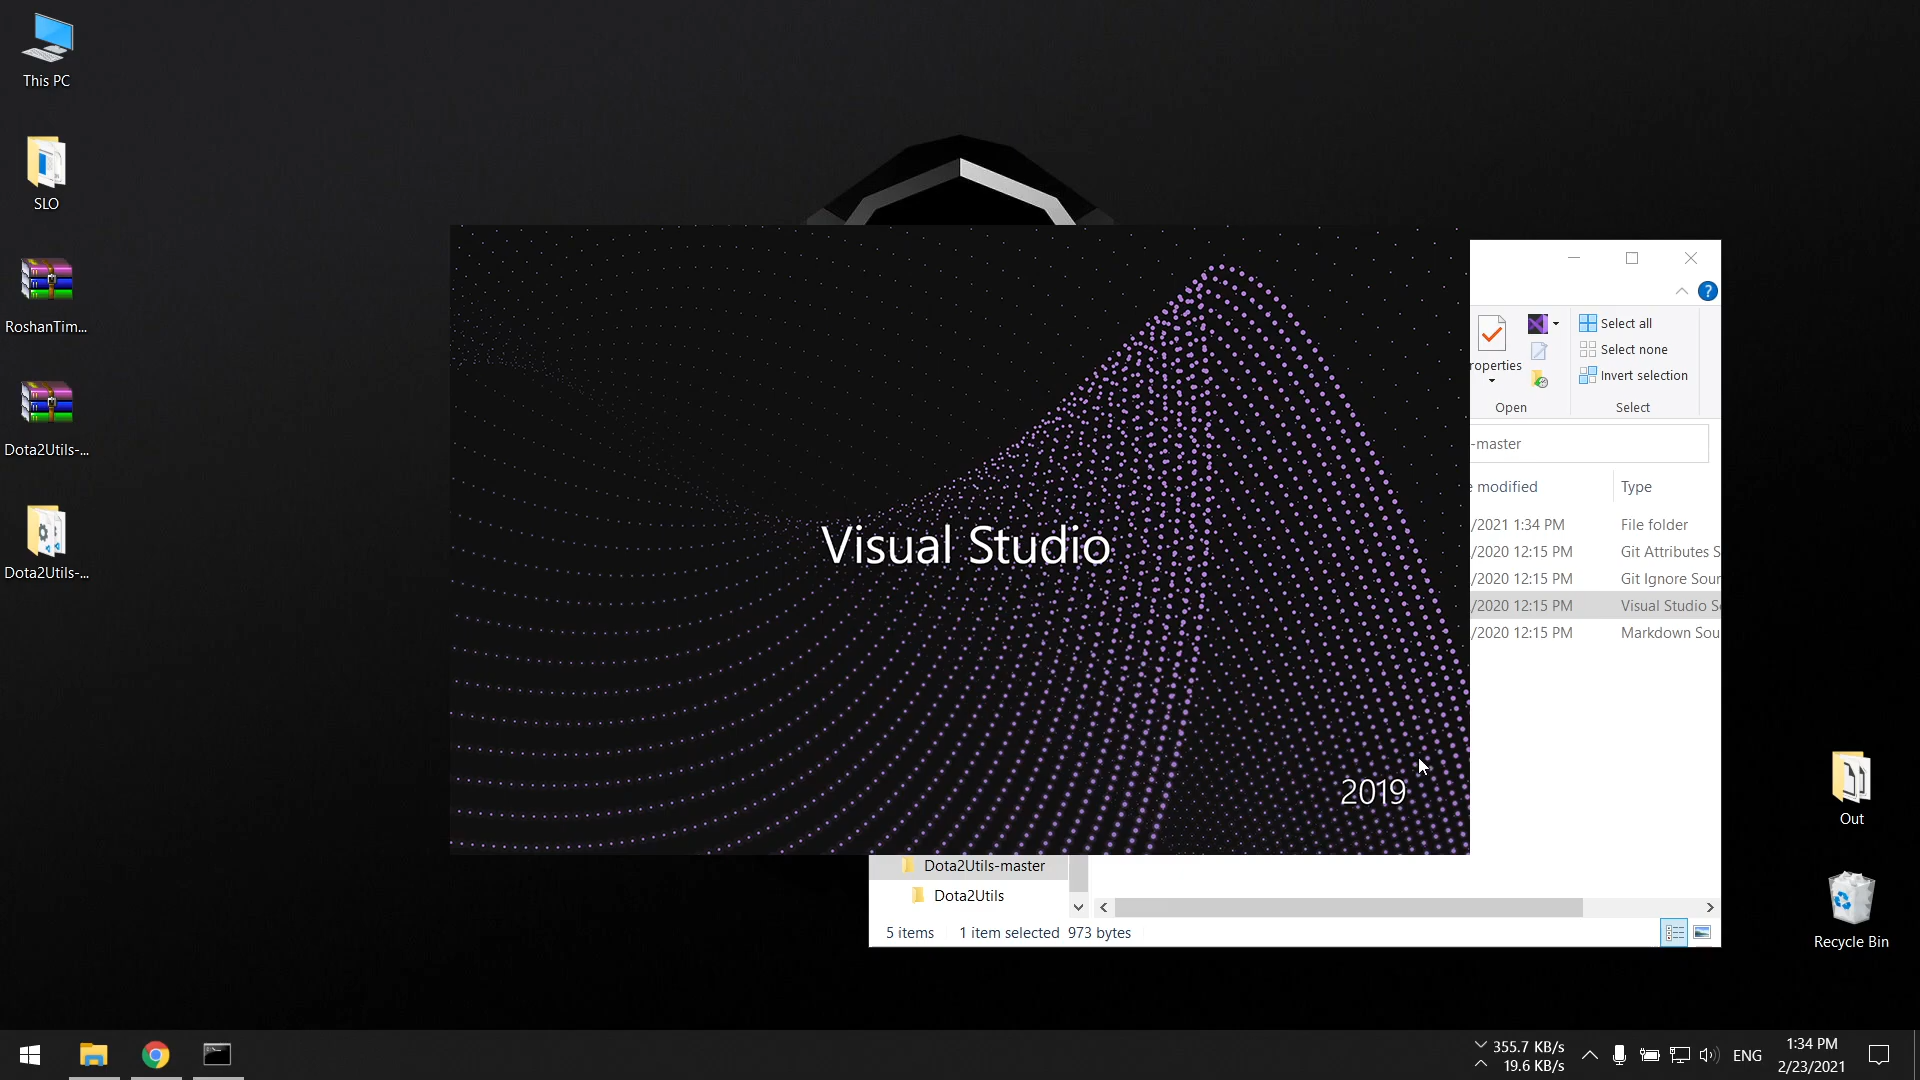 This PC
SLO
RoshanTim...
Dota2Utils-...
Dota2Utils-...
Visual Studio
2019
?
roperties
Open
Select all
Select none
Invert selection
Select
-master
modified
Type
/2021 1:34 PM
File folder
/2020 12:15 PM
Git Attributes S
/2020 12:15 PM
Git Ignore Sour
/2020 12:15 PM
Visual Studio S
/2020 12:15 PM
Markdown Sou
Dota2Utils-master
Dota2Utils
5 items
1 item selected 973 bytes
Out
Recycle Bin
355.7 KB/s
19.6 KB/s
ENG
1:34 PM
2/23/2021